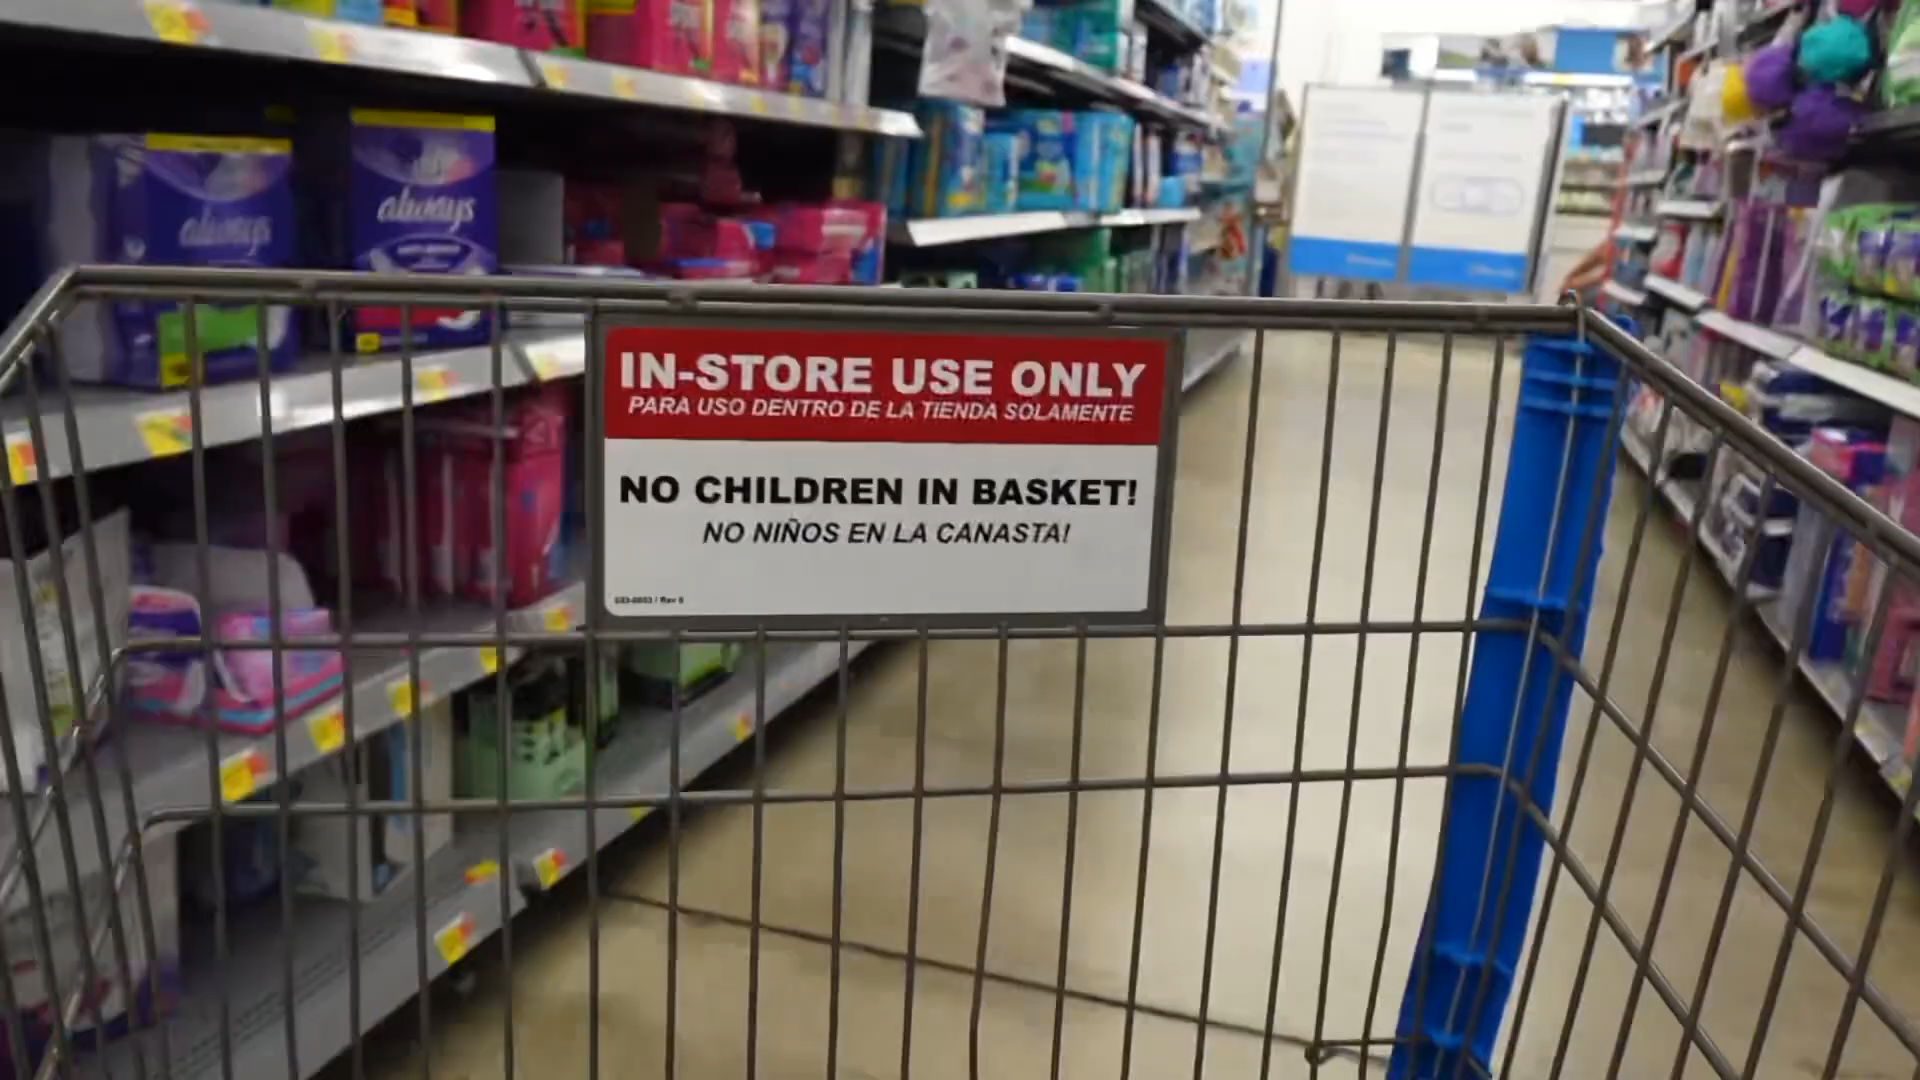 always
always
IN-STORE USE ONLY
PARA USO DENTRO DE LA TIENDA SOLAMENTE
NO CHILDREN IN BASKET!
NO NIÑOS EN LA CANASTA!